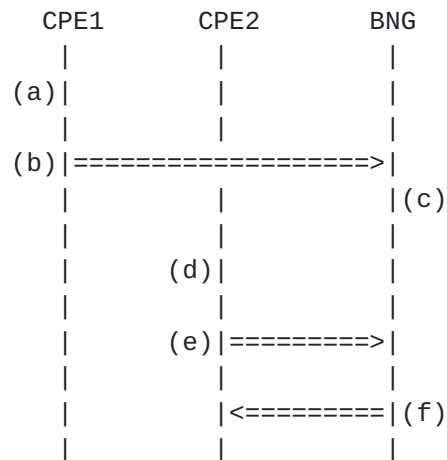 CPE1 CPE2 BNG
| | |
(a)| | |
| | |
(b)|===================>|
| | |(c)
| | |
| (d)| |
| | |
| (e)|=========>|
| | |
| |<=========|(f)
| | |